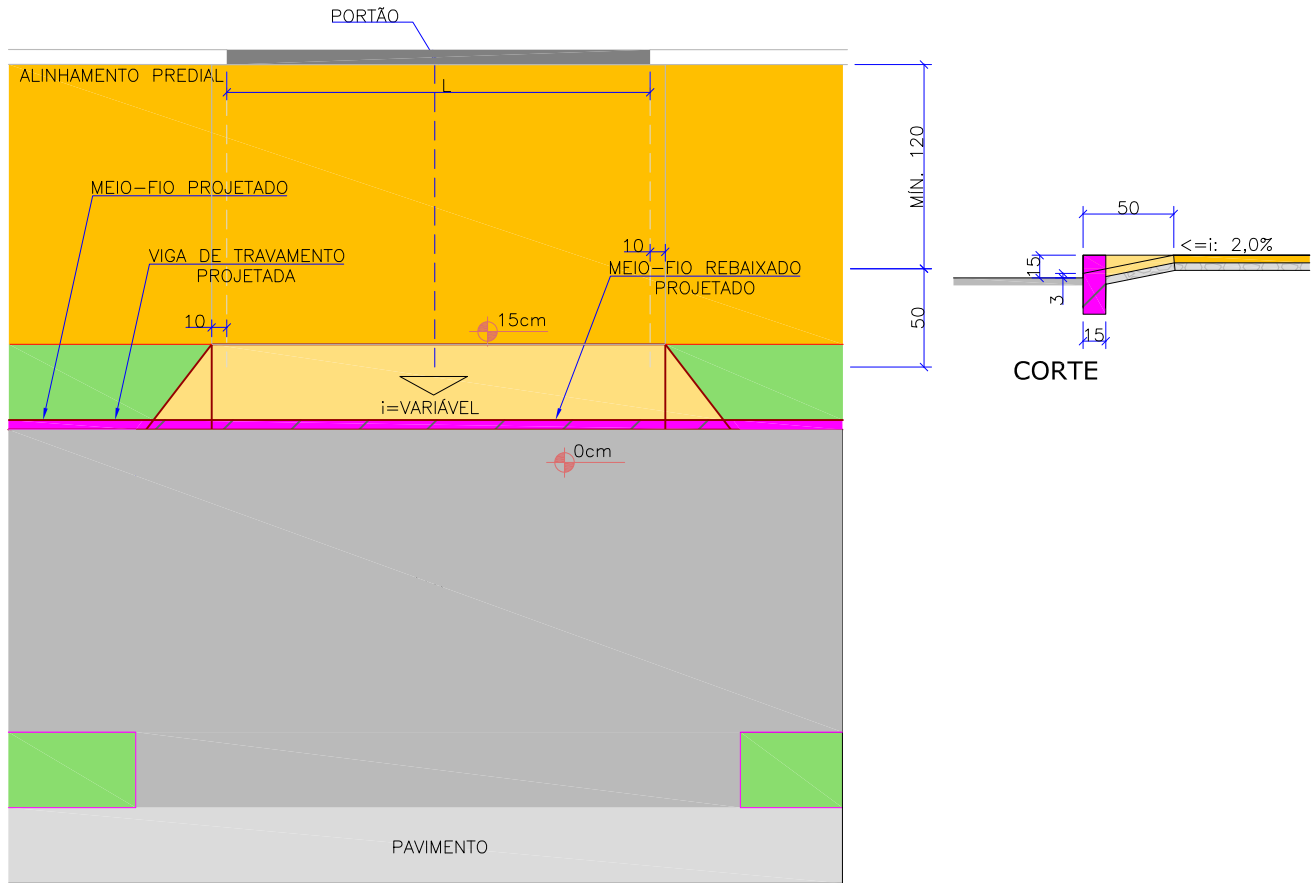 PORTÃO
ALINHAMENTO PREDIAL
L
MÍN. 120
MEIO-FIO PROJETADO
50
10
VIGA DE TRAVAMENTO
PROJETADA
MEIO-FIO REBAIXADO
PROJETADO
<=i: 2,0%
15
3
15
10
15cm
50
CORTE
i=VARIÁVEL
0cm
PAVIMENTO